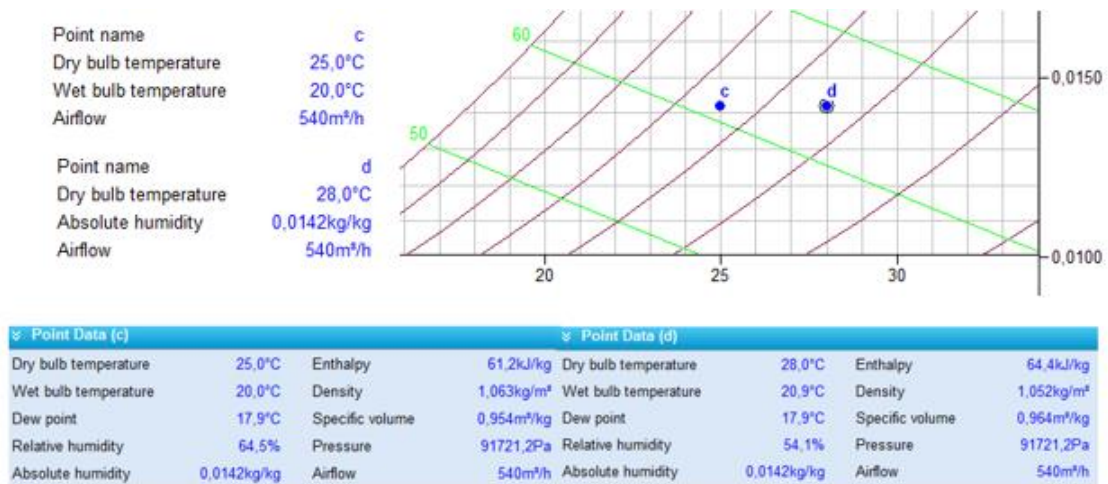 Point name c
Dry bulb temperature 25,0°C
Wet bulb temperature 20,0°C
Airflow 540m³/h
Point name d
Dry bulb temperature 28,0°C
Absolute humidity 0,0142kg/kg
Airflow 540m³/h
60
50
c
d
0,0150
0,0100
20 25 30
Point Data (c)
Dry bulb temperature 25,0°C Enthalpy 61,2kJ/kg
Wet bulb temperature 20,0°C Density 1,063kg/m³
Dew point 17,9°C Specific volume 0,954m³/kg
Relative humidity 64,5% Pressure 91721,2Pa
Absolute humidity 0,0142kg/kg Airflow 540m³/h
Point Data (d)
Dry bulb temperature 28,0°C Enthalpy 64,4kJ/kg
Wet bulb temperature 20,9°C Density 1,052kg/m³
Dew point 17,9°C Specific volume 0,964m³/kg
Relative humidity 54,1% Pressure 91721,2Pa
Absolute humidity 0,0142kg/kg Airflow 540m³/h